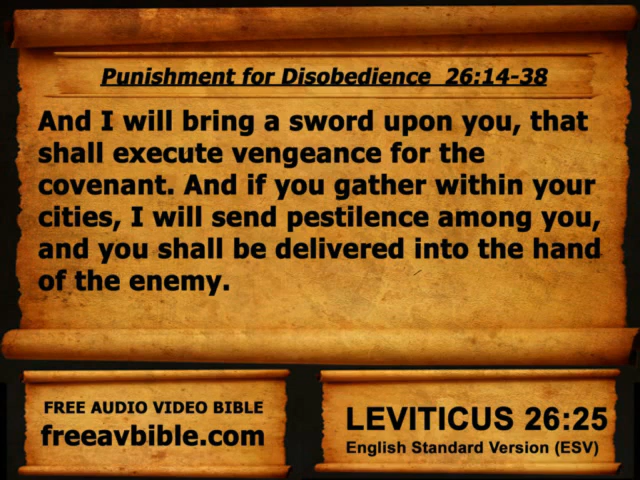 Punishment for Disobedience  26:14-38
And I will bring a sword upon you, that
shall execute vengeance for the
covenant. And if you gather within your
cities, I will send pestilence among you,
and you shall be delivered into the hand
of the enemy.
FREE AUDIO VIDEO BIBLE
freeavbible.com
LEVITICUS 26:25
English Standard Version (ESV)